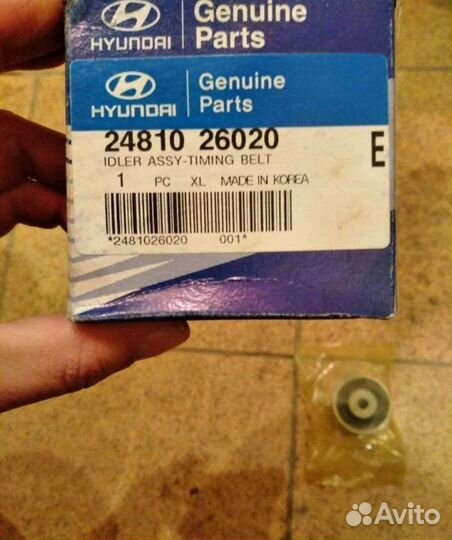 Genuine
HYUNDAI Parts
Genuine
HYUNDAI Parts
24810 26020
IDLER ASSY-TIMING BELT E
1 PC XL MADE IN KOREA
*2481026020 001*
Avito